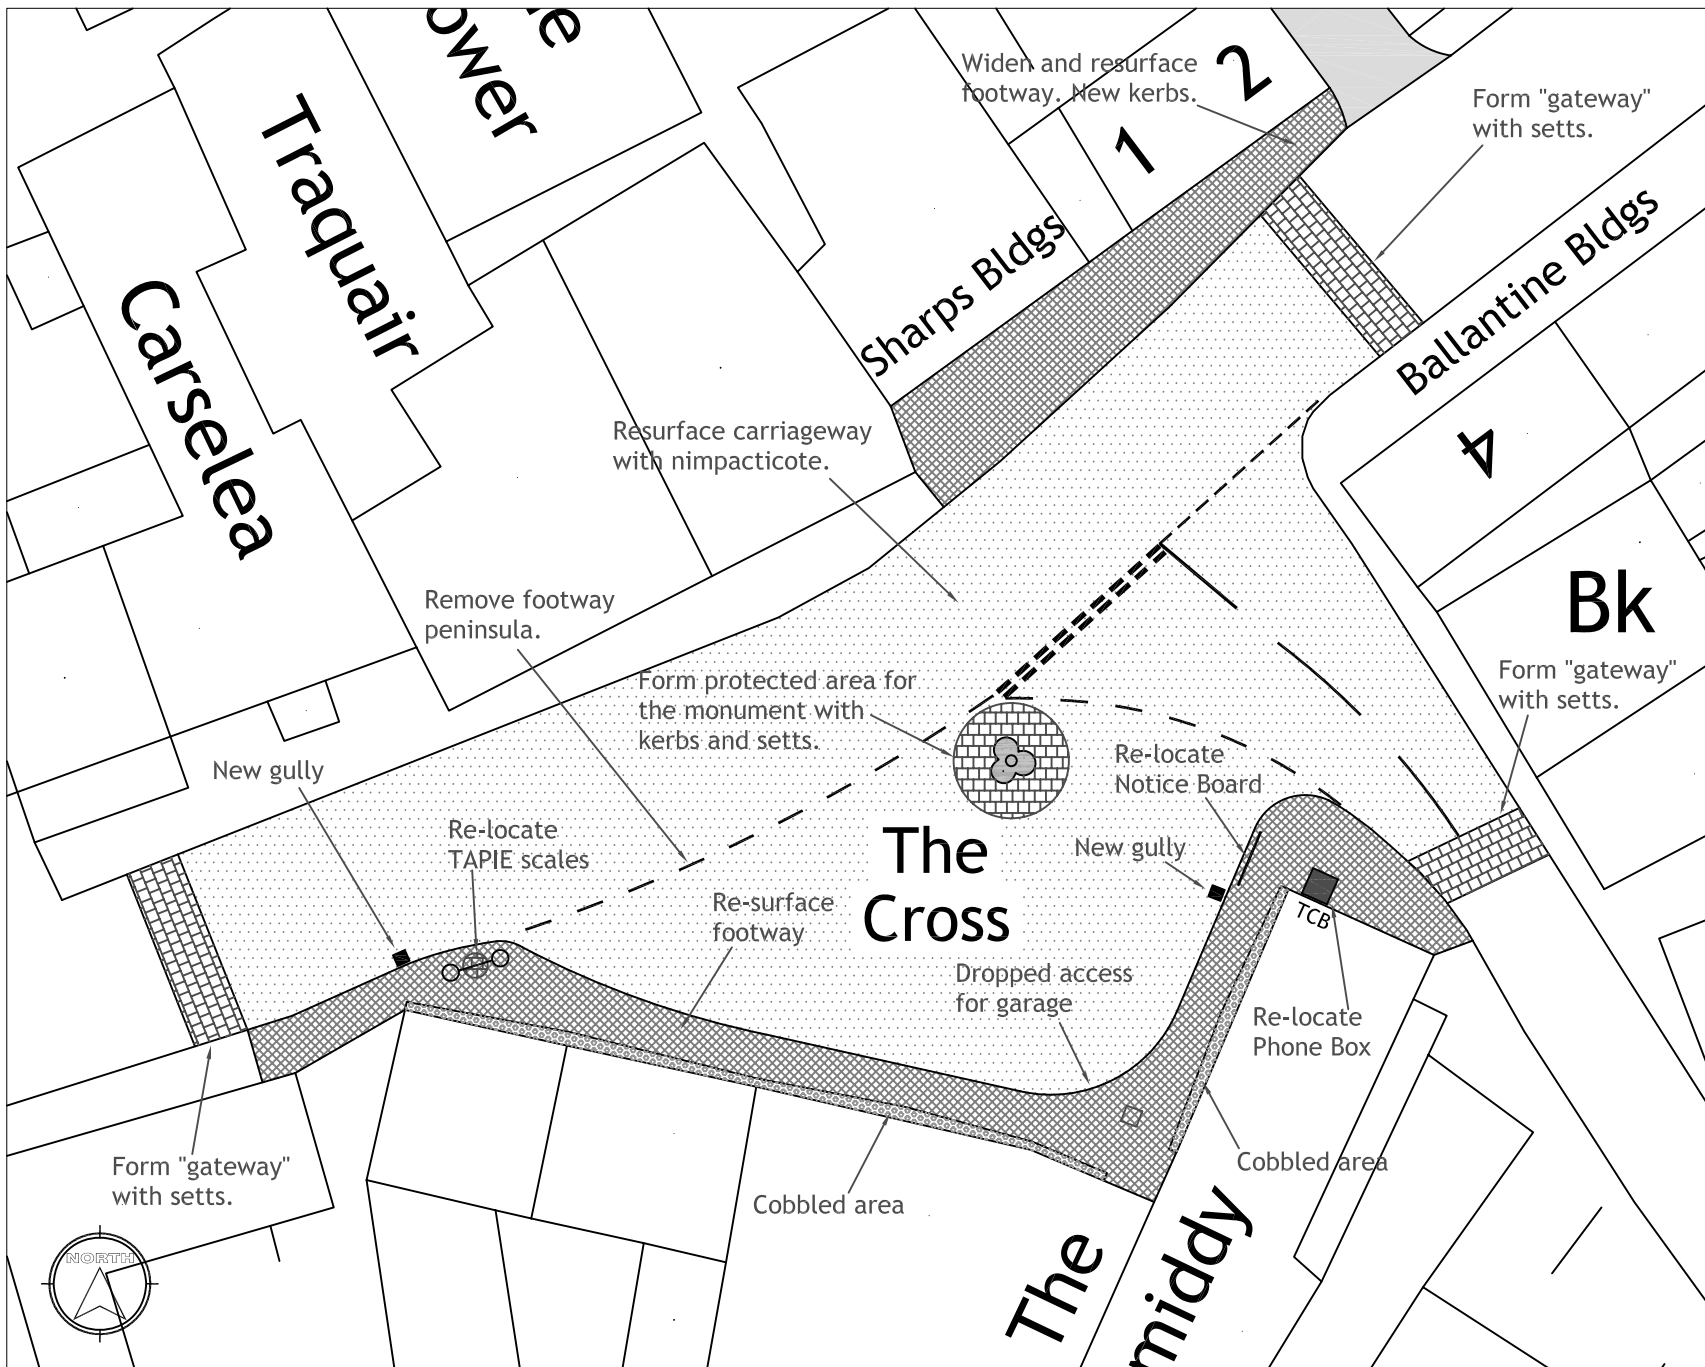 ower
Traquair
Carselea
Widen and resurface
footway. New kerbs.
2
1
Form "gateway"
with setts.
Sharps Bldgs
Ballantine Bldgs
4
Resurface carriageway
with nimpacticote.
Bk
Remove footway
peninsula.
Form "gateway"
with setts.
Form protected area for
the monument with
kerbs and setts.
Re-locate
Notice Board
New gully
Re-locate
TAPIE scales
The
Cross
New gully
Re-surface
footway
TCB
Dropped access
for garage
Re-locate
Phone Box
Form "gateway"
with setts.
Cobbled area
Cobbled area
NORTH
The
middy